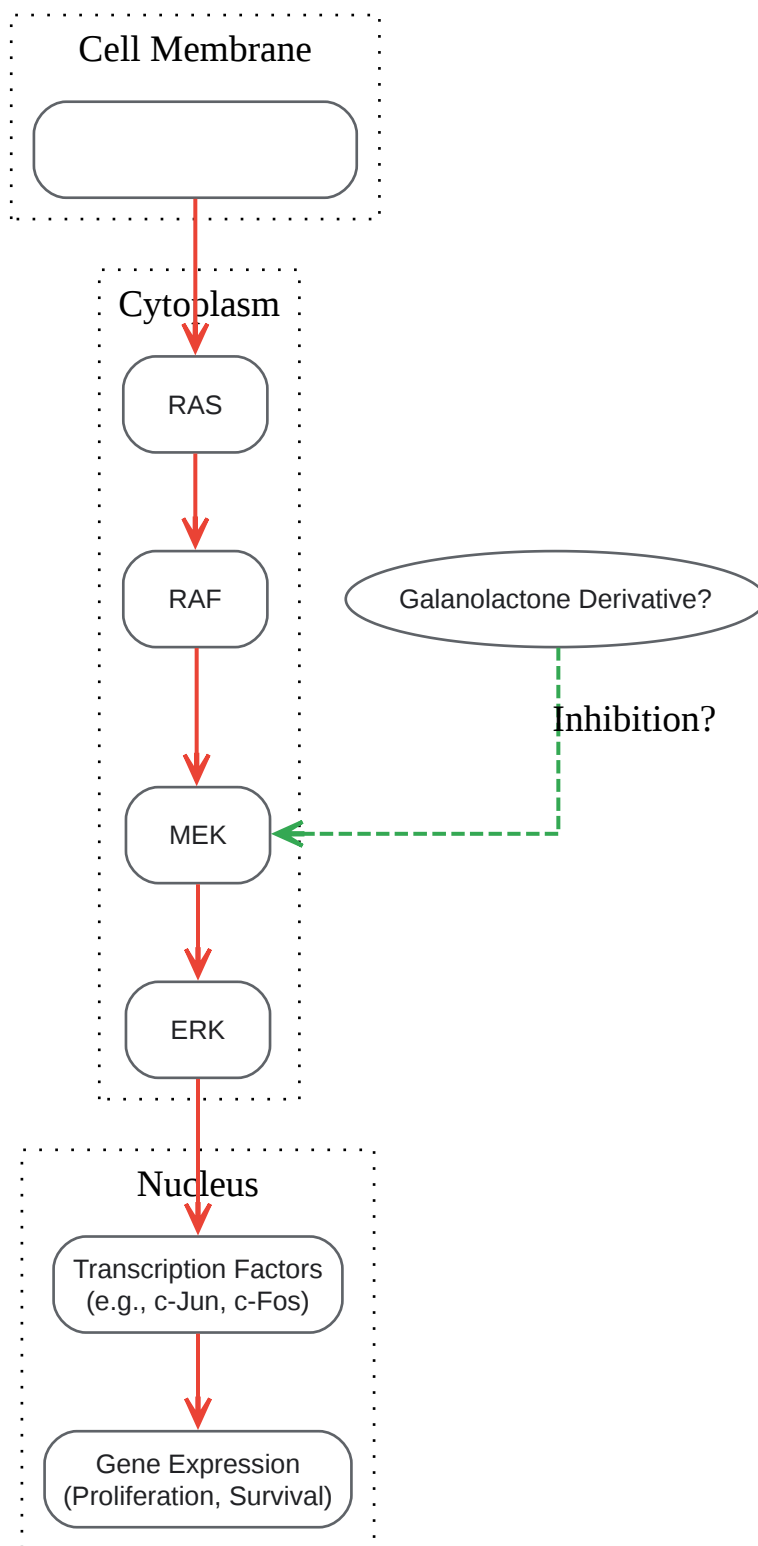 Cell Membrane
Cytoplasm
RAS
RAF
Galanolactone Derivative?
Inhibition?
MEK
ERK
Nucleus
Transcription Factors
(e.g., c-Jun, c-Fos)
Gene Expression
(Proliferation, Survival)